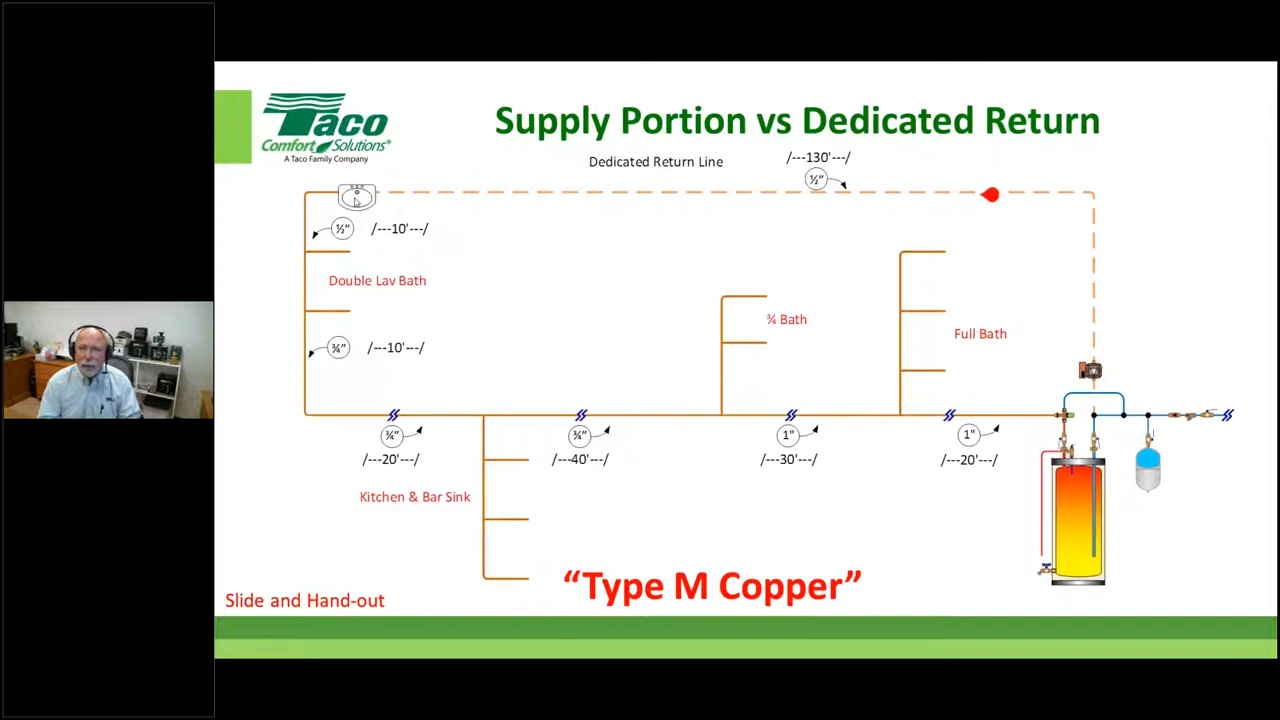 Taco
Comfort Solutions®
A Taco Family Company
Supply Portion vs Dedicated Return
Dedicated Return Line
/---130'---/
½"
½"
/---10'---/
Double Lav Bath
¾"
/---10'---/
¾ Bath
Full Bath
¾"
¾"
1"
1"
/---20'---/
/---40'---/
/---30'---/
/---20'---/
Kitchen & Bar Sink
“Type M Copper”
Slide and Hand-out